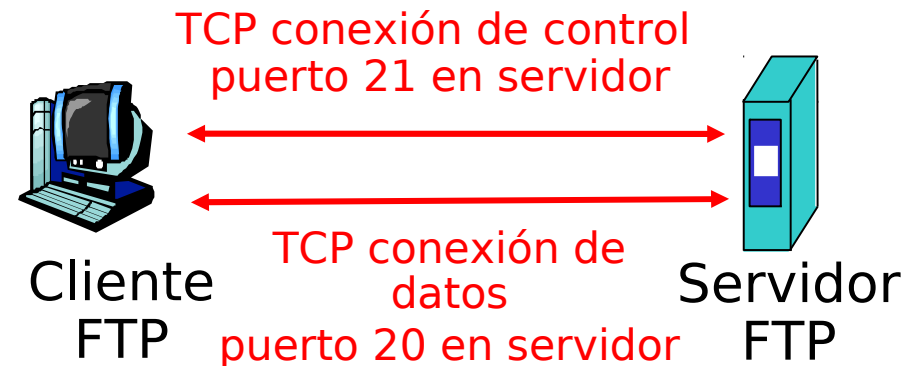 TCP conexión de control
puerto 21 en servidor
TCP conexión de
datos
puerto 20 en servidor
Cliente
FTP
Servidor
FTP